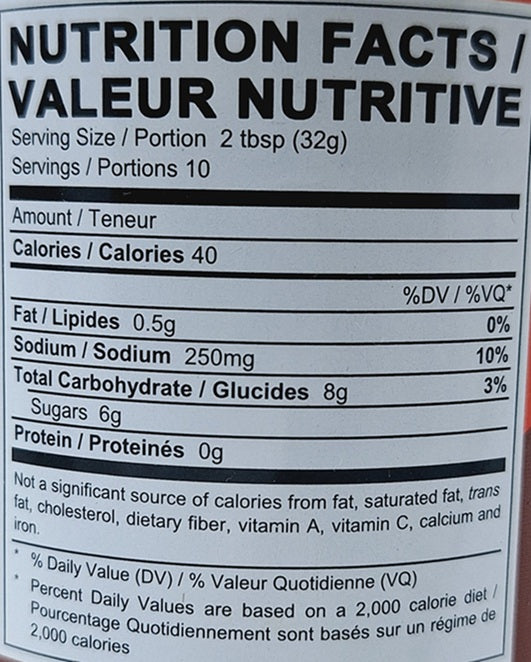 NUTRITION FACTS /
VALEUR NUTRITIVE
Serving Size / Portion 2 tbsp (32g)
Servings / Portions 10
Amount / Teneur
Calories / Calories 40
%DV / %VQ*
Fat / Lipides 0.5g 0%
Sodium / Sodium 250mg 10%
Total Carbohydrate / Glucides 8g 3%
Sugars 6g
Protein / Proteinés 0g
Not a significant source of calories from fat, saturated fat, trans
fat, cholesterol, dietary fiber, vitamin A, vitamin C, calcium and
iron.
* % Daily Value (DV) / % Valeur Quotidienne (VQ)
* Percent Daily Values are based on a 2,000 calorie diet /
Pourcentage Quotidiennement sont basés sur un régime de
2,000 calories